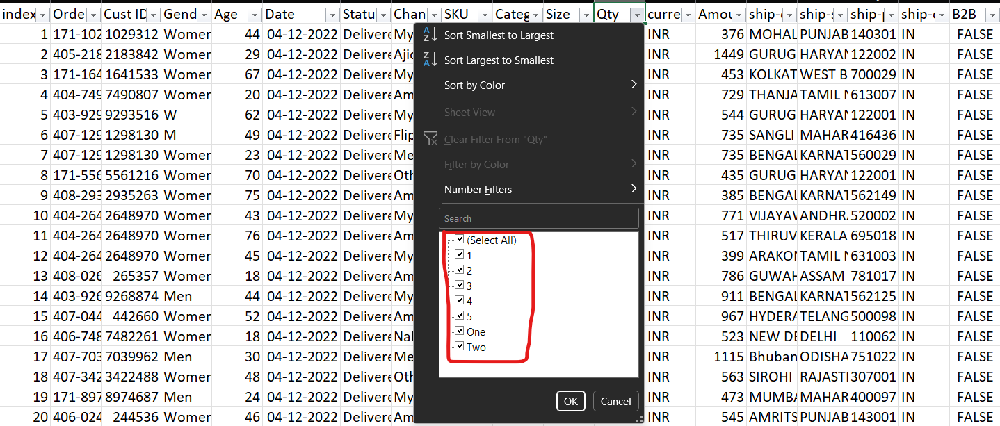 index Order Cust ID Gend Age Date Statu Chan SKU Categ Size Qty curre Amou ship- ship-s ship-p ship- B2B
1 171-102 1029312 Women 44 04-12-2022 Delivere My INR 376 MOHAL PUNJAB 140301 IN FALSE
2 405-218 2183842 Women 29 04-12-2022 Delivere Ajio INR 1449 GURUG HARYAN 122002 IN FALSE
3 171-164 1641533 Women 67 04-12-2022 Delivere My INR 453 KOLKAT WEST B 700029 IN FALSE
4 404-749 7490807 Women 20 04-12-2022 Delivere Am INR 729 THANJA TAMIL N 613007 IN FALSE
5 403-929 9293516 W 62 04-12-2022 Delivere My INR 544 GURUG HARYAN 122001 IN FALSE
6 407-129 1298130 M 49 04-12-2022 Delivere Flip INR 735 SANGLI MAHAR 416436 IN FALSE
7 407-129 1298130 Women 23 04-12-2022 Delivere Me INR 735 BENGAL KARNAT 560029 IN FALSE
8 171-556 5561216 Women 70 04-12-2022 Delivere Oth INR 435 GURUG HARYAN 122001 IN FALSE
9 408-293 2935263 Women 75 04-12-2022 Delivere Am INR 385 BENGAL KARNAT 562149 IN FALSE
10 404-264 2648970 Women 43 04-12-2022 Delivere My INR 771 VIJAYAW ANDHRA 520002 IN FALSE
11 404-264 2648970 Women 76 04-12-2022 Delivere Am INR 517 THIRUV KERALA 695018 IN FALSE
12 404-264 2648970 Women 45 04-12-2022 Delivere My INR 399 ARAKON TAMIL N 631003 IN FALSE
13 408-026 265357 Women 18 04-12-2022 Delivere Am INR 786 GUWAH ASSAM 781017 IN FALSE
14 403-926 9268874 Men 44 04-12-2022 Delivere My INR 911 BENGAL KARNAT 562125 IN FALSE
15 407-044 442660 Women 52 04-12-2022 Delivere Am INR 967 HYDERA TELANG 500098 IN FALSE
16 406-748 7482261 Women 18 04-12-2022 Delivere Nal INR 523 NEW DE DELHI 110062 IN FALSE
17 407-703 7039962 Men 30 04-12-2022 Delivere Me INR 1115 Bhuban ODISHA 751022 IN FALSE
18 407-342 3422488 Women 48 04-12-2022 Delivere Oth INR 563 SIROHI RAJAST 307001 IN FALSE
19 171-897 8974687 Men 24 04-12-2022 Delivere My INR 473 MUMBA MAHAR 400097 IN FALSE
20 406-024 244536 Women 46 04-12-2022 Delivere Am INR 545 AMRITS PUNJAB 143001 IN FALSE
Sort Smallest to Largest
Sort Largest to Smallest
Sort by Color
Sheet View
Clear Filter From "Qty"
Filter by Color
Number Filters
Search
(Select All)
1
2
3
4
5
One
Two
OK Cancel